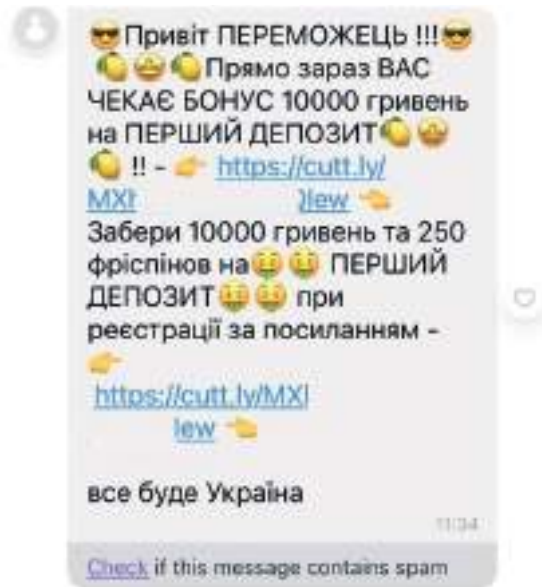 😎Привіт ПЕРЕМОЖЕЦЬ !!!😎
🍋🤩🍋Прямо зараз ВАС
ЧЕКАЄ БОНУС 10000 гривень
на ПЕРШИЙ ДЕПОЗИТ🍋🤩
🍋 !! - 👉 https://cutt.ly/
lew 👈
Забери 10000 гривень та 250
фріспінов на🤑🤑 ПЕРШИЙ
ДЕПОЗИТ🤑🤑 при
реєстрації за посиланням -
👉
https://cutt.ly/MX
lew 👈
все буде Україна
11:34
Check if this message contains spam